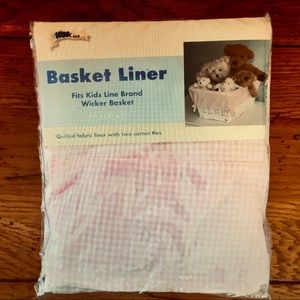 Basket Liner
Fits Kids Line Brand
Wicker Basket
Quilted fabric liner with two corner ties